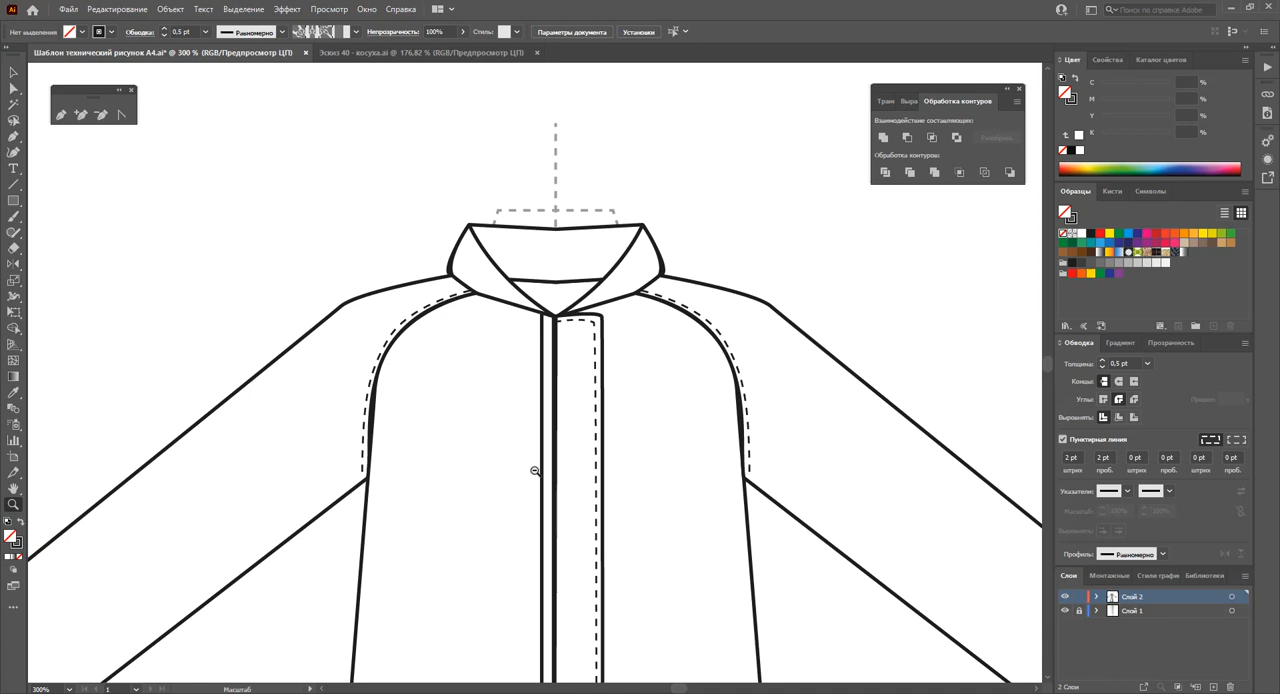 Ai Файл Редактирование Объект Текст Выделение Эффект Просмотр Окно Справка Поиск по справке Adobe
Нет выделения Обводка: 0,5 pt Равномерно Непрозрачность: 100% Стиль: Параметры документа Установки
Шаблон технический рисунок А4.ai* @ 300 % (RGB/Предпросмотр ЦП) × Эскиз 40 - косуха.ai @ 176,82 % (RGB/Предпросмотр ЦП) ×
Тран Выра Обработка контуров
Взаимодействие составляющих:
Обработка контуров:
Цвет Свойства Каталог цветов
C %
M %
Y %
K %
Образцы Кисти Символы
Обводка Градиент Прозрачность
Толщина: 0,5 pt
Концы:
Углы:
Выровнять:
Пунктирная линия
2 pt 2 pt 0 pt 0 pt 0 pt 0 pt
штрих проб. штрих проб. штрих проб.
Указатели:
Масштаб: 100% 100%
Выровнять:
Профиль: Равномерно
Слои Монтажные Стили графи Библиотеки
Слой 2
Слой 1
2 Слои
300% 1 Масштаб